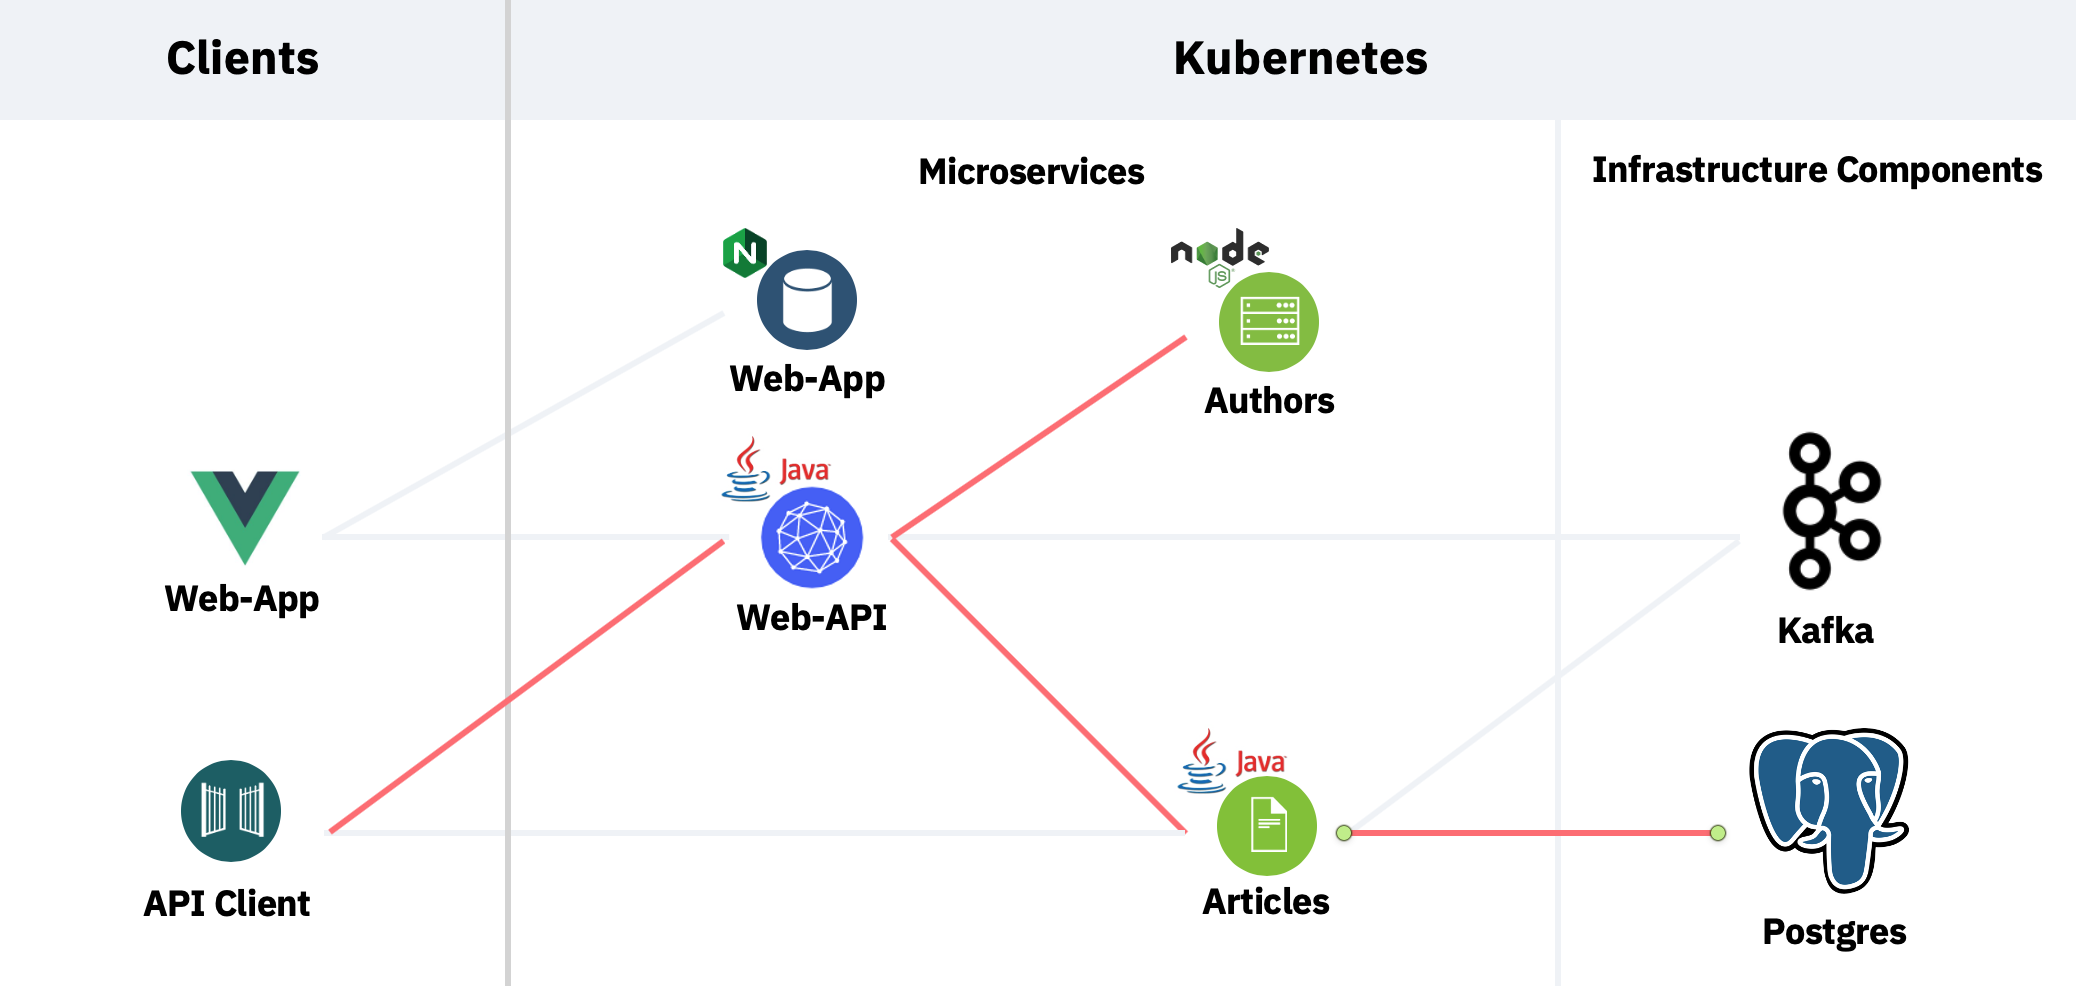 Clients
Kubernetes
Microservices
Infrastructure Components
N
node
JS
Web-App
Authors
Java
Web-App
Web-API
Kafka
Java
API Client
Articles
Postgres